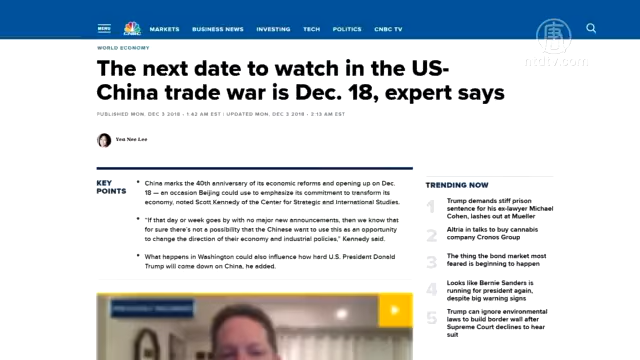 MENU
CNBC
MARKETS BUSINESS NEWS INVESTING TECH POLITICS CNBC TV
ntdtv.com
WORLD ECONOMY
The next date to watch in the US-
China trade war is Dec. 18, expert says
PUBLISHED MON, DEC 3 2018 • 1:42 AM EST | UPDATED MON, DEC 3 2018 • 3:13 AM EST
Yen Nee Lee
KEY
POINTS
China marks the 40th anniversary of its economic reforms and opening up on Dec.
18 — an occasion Beijing could use to emphasize its commitment to transform its
economy, noted Scott Kennedy of the Center for Strategic and International Studies.
"If that day or week goes by with no major new announcements, then we know that
for sure there's not a possibility that the Chinese want to use this as an opportunity
to change the direction of their economy and industrial policies," Kennedy said.
What happens in Washington could also influence how hard U.S. President Donald
Trump will come down on China, he added.
TRENDING NOW
1 Trump demands stiff prison
sentence for his ex-lawyer Michael
Cohen, lashes out at Mueller
2 Altria in talks to buy cannabis
company Cronos Group
3 The thing the bond market most
feared is beginning to happen
4 Looks like Bernie Sanders is
running for president again,
despite big warning signs
5 Trump can ignore environmental
laws to build border wall after
Supreme Court declines to hear
suit